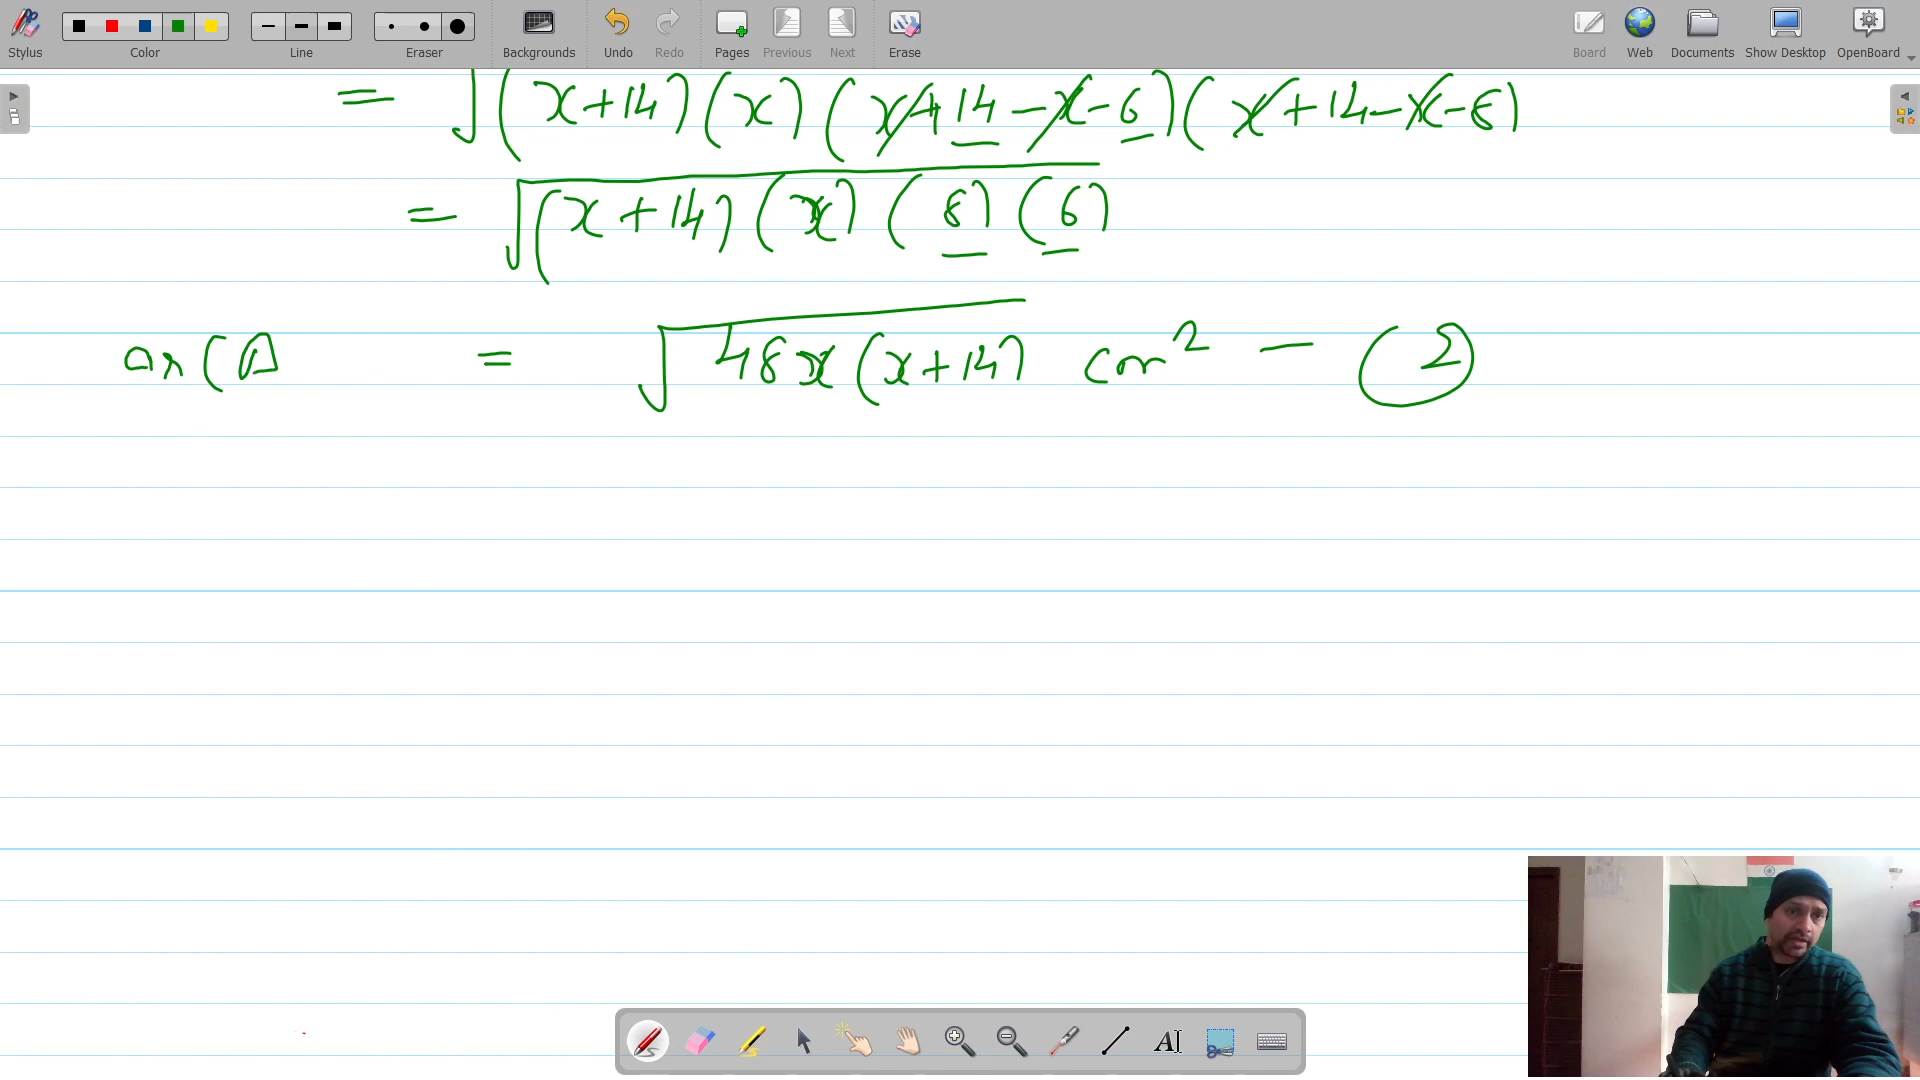 Stylus Color Line Eraser Backgrounds Undo Redo Pages Previous Next Erase Board Web Documents Show Desktop OpenBoard
= √(x+14)(x)(x+14-x-6)(x+14-x-8)
= √(x+14)(x)(8)(6)
ar(△ = √48x(x+14) cm² — (2)